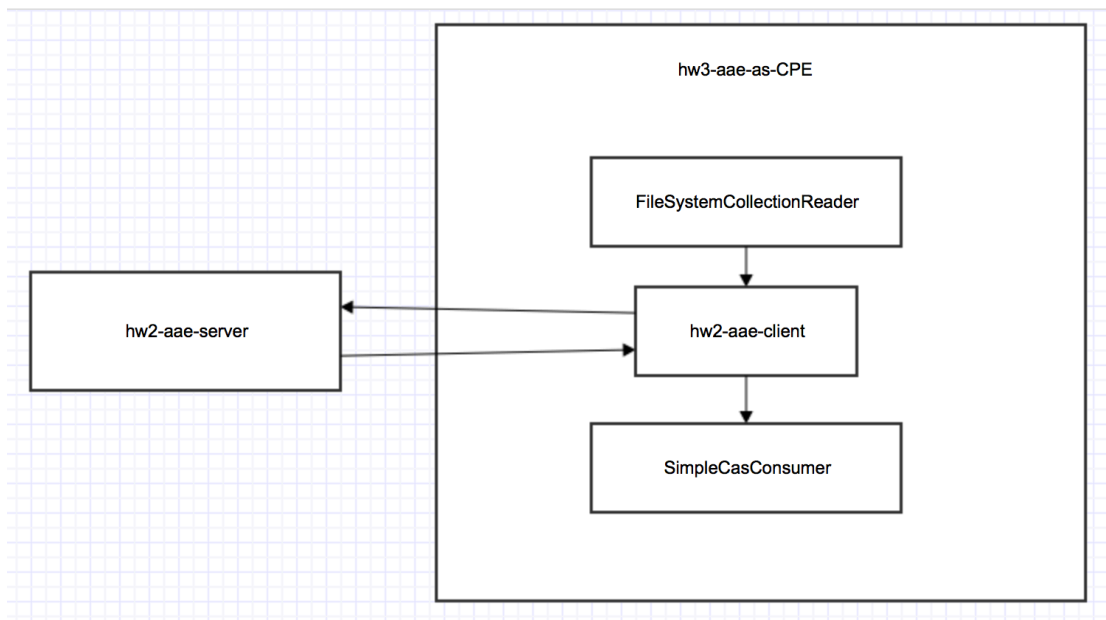 hw3-aae-as-CPE
FileSystemCollectionReader
hw2-aae-server
hw2-aae-client
SimpleCasConsumer